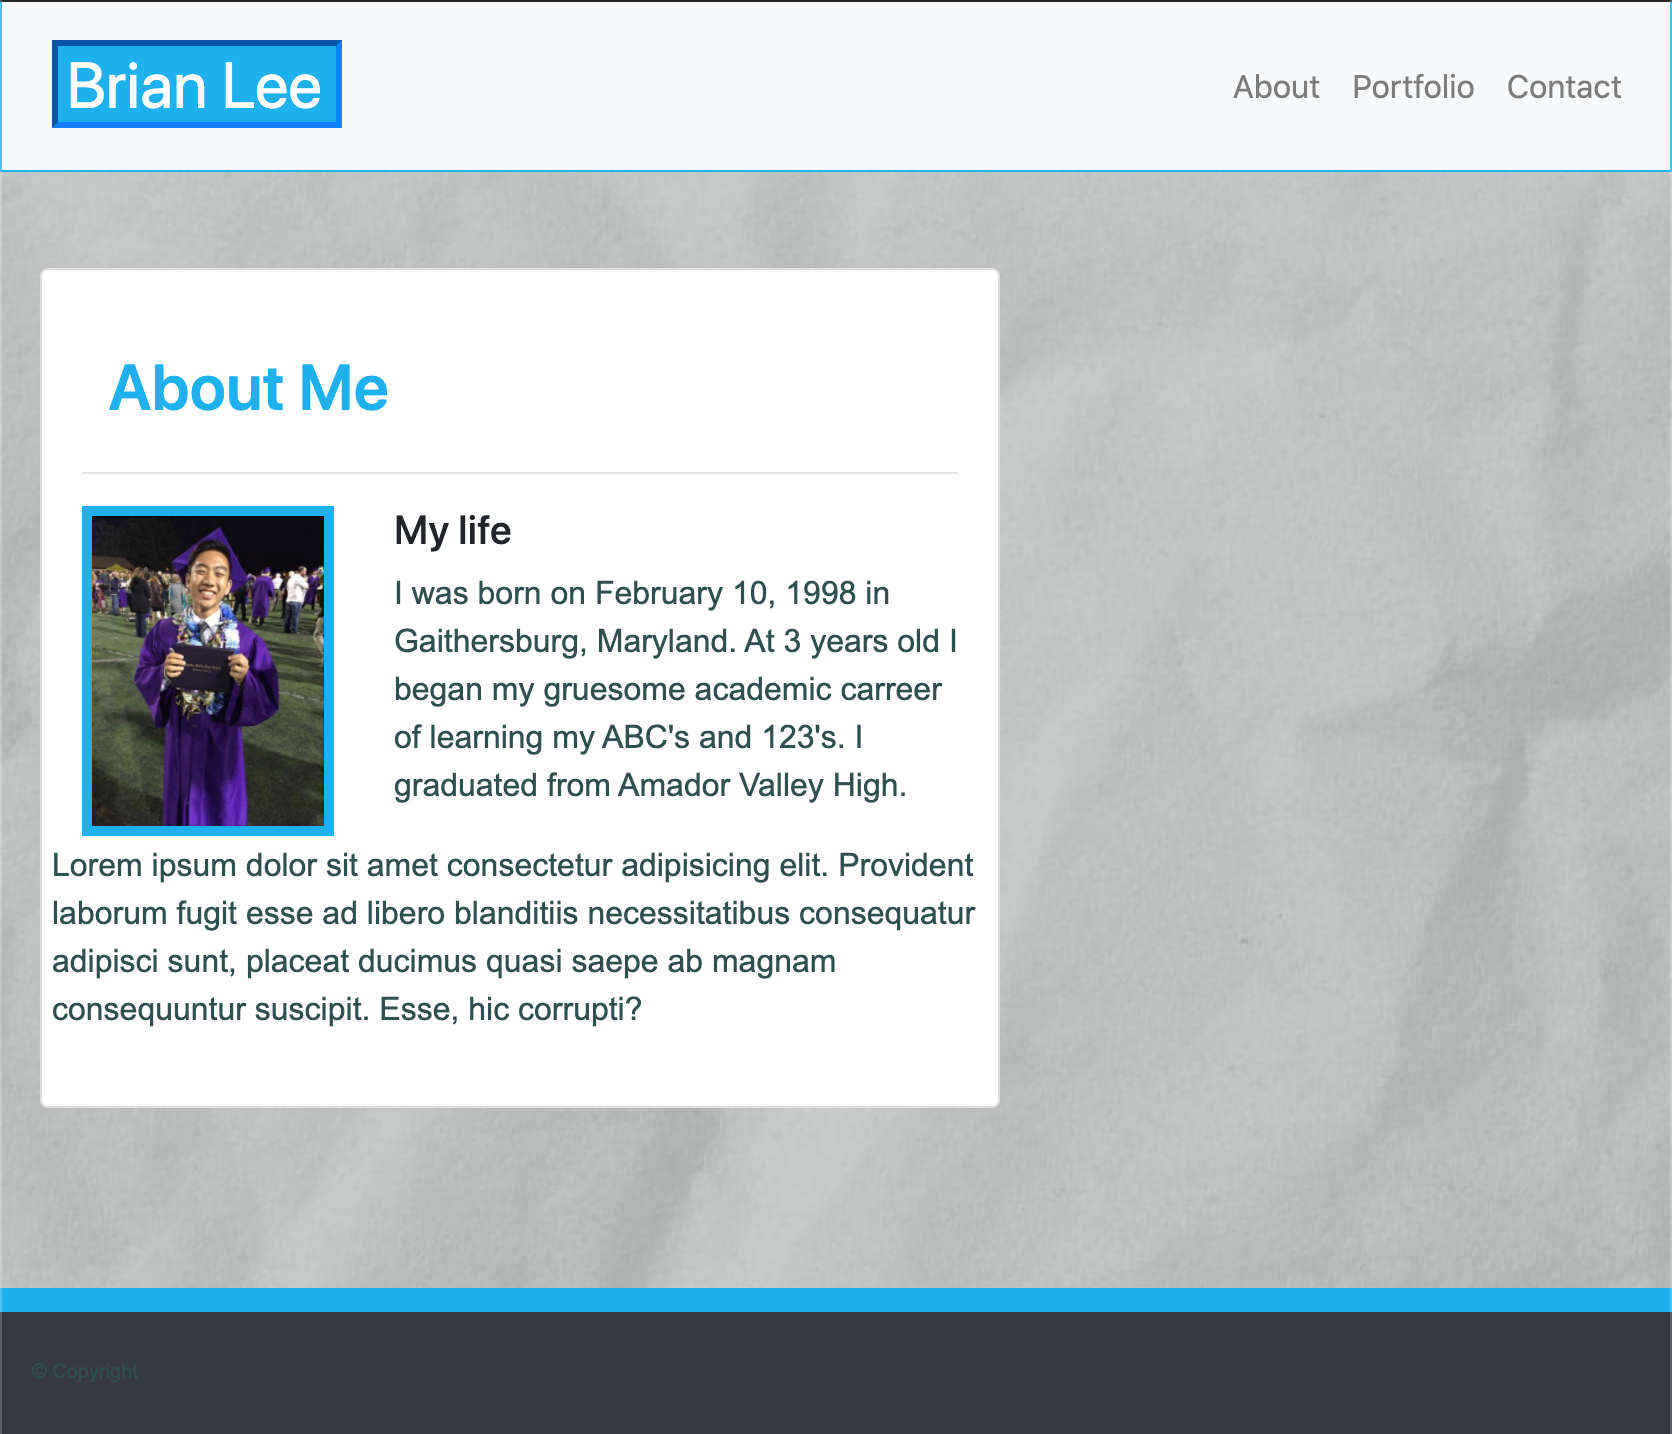 Brian Lee
About Portfolio Contact
About Me
My life
I was born on February 10, 1998 in
Gaithersburg, Maryland. At 3 years old I
began my gruesome academic carreer
of learning my ABC's and 123's. I
graduated from Amador Valley High.
Lorem ipsum dolor sit amet consectetur adipisicing elit. Provident
laborum fugit esse ad libero blanditiis necessitatibus consequatur
adipisci sunt, placeat ducimus quasi saepe ab magnam
consequuntur suscipit. Esse, hic corrupti?
© Copyright